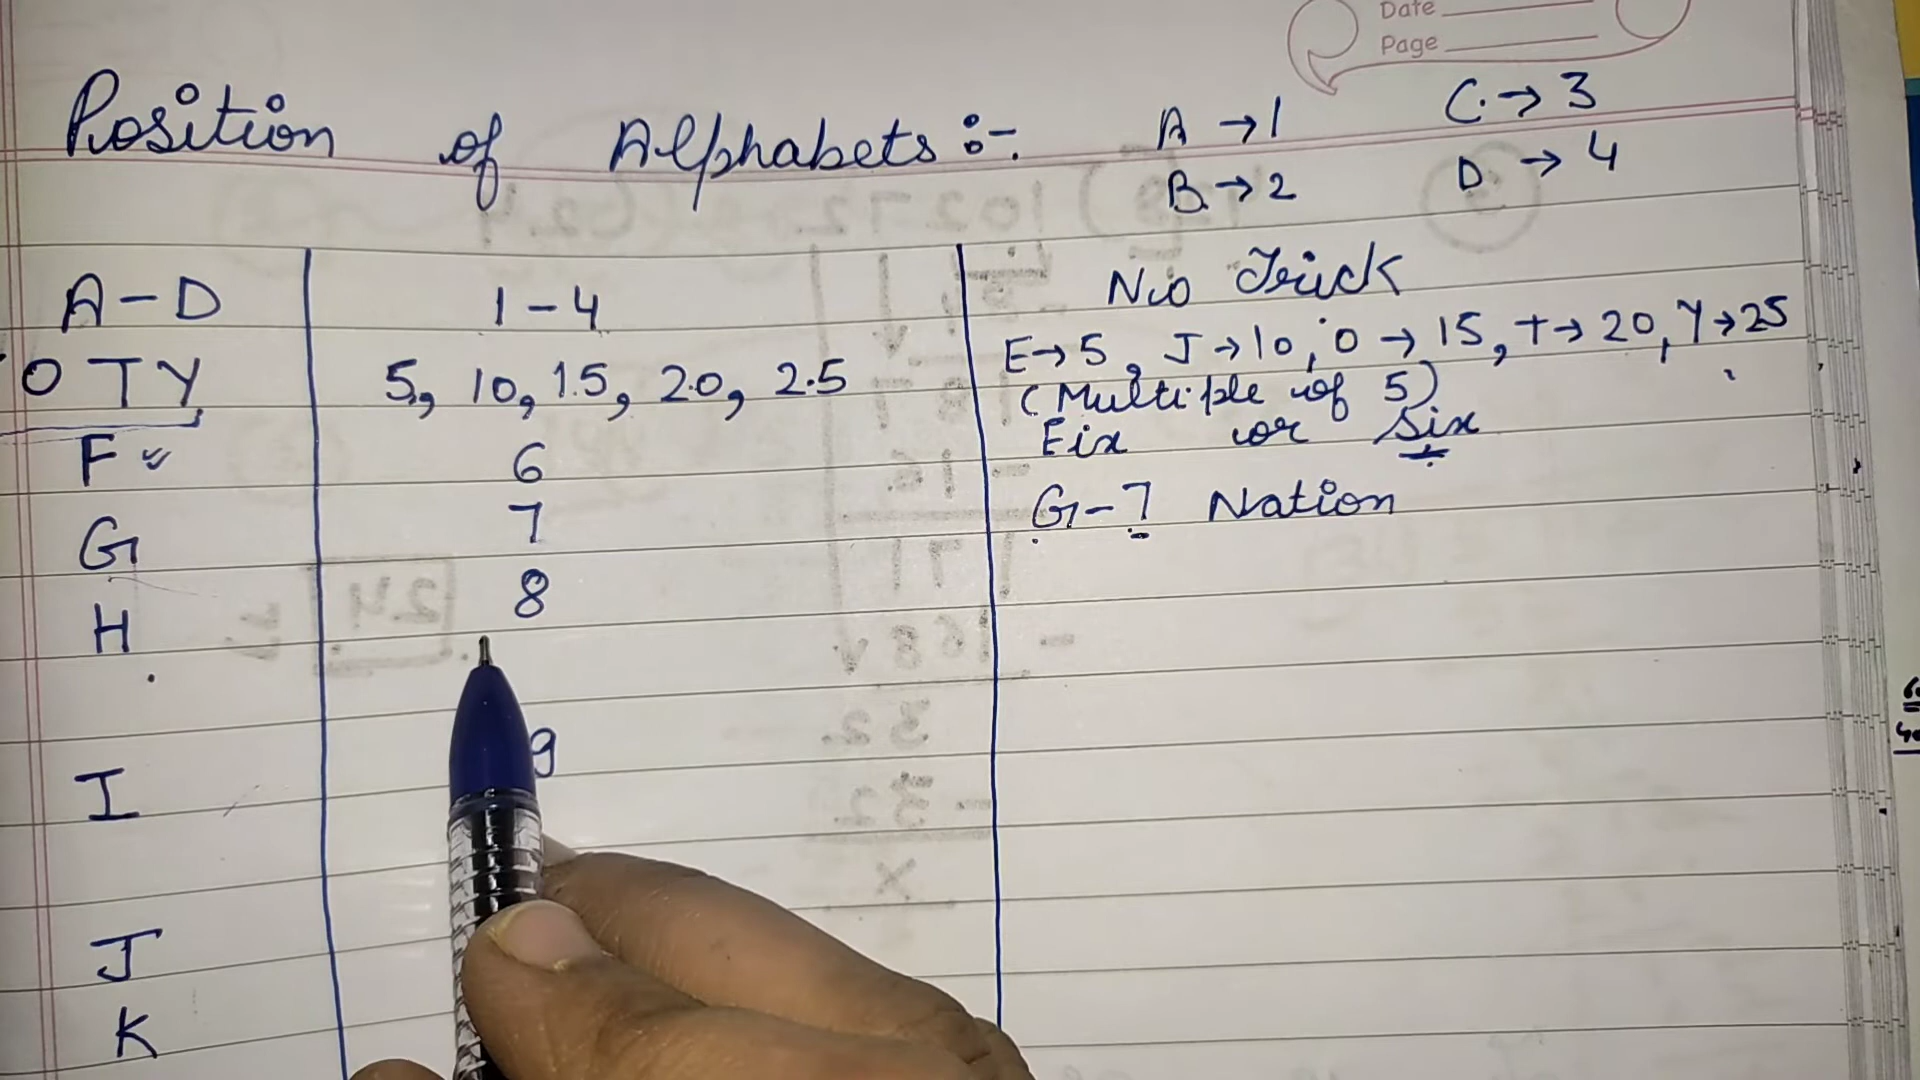 Date
Page
Position of Alphabets :-
A → 1
C. → 3
B. → 2
D → 4
A-D 1-4 No Trick
OTY 5, 10, 15, 20, 25 E→5, J→10, O→15, T→20, Y→25
(Multiple of 5)
F 6 Eix or Six
G 7 G-7 Nation
H 8
I 9
J
K